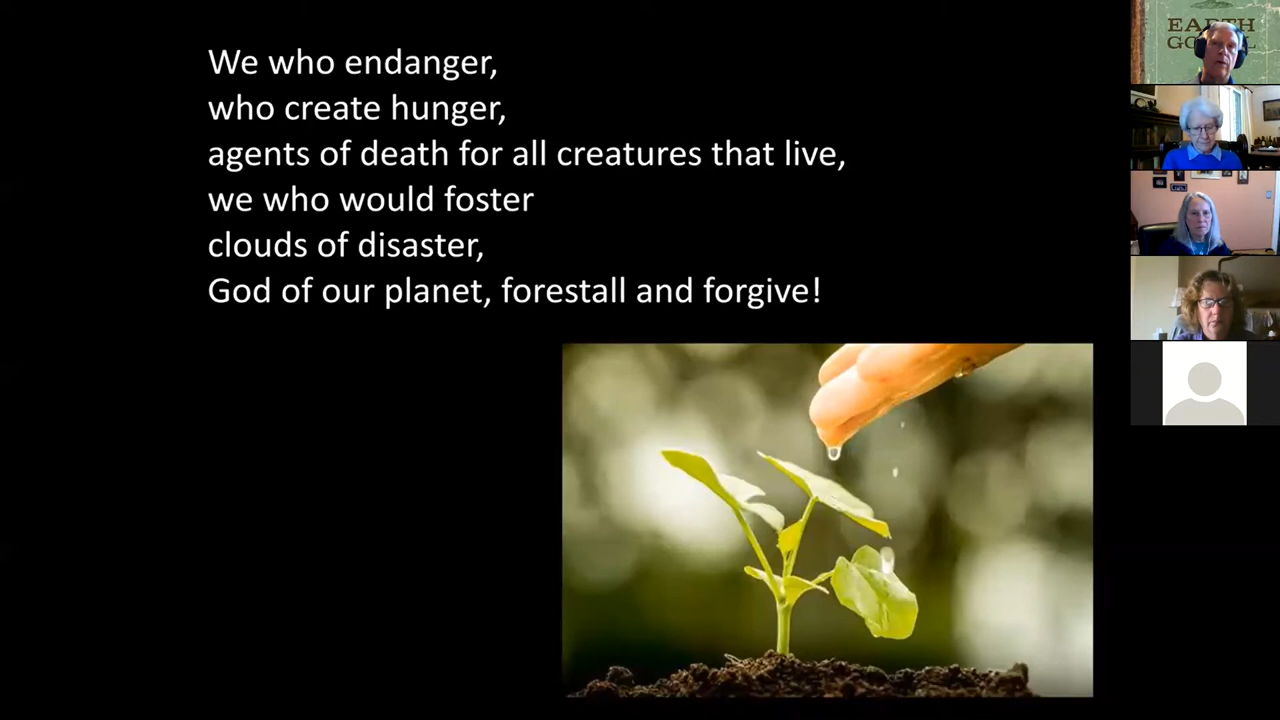 We who endanger,
who create hunger,
agents of death for all creatures that live,
we who would foster
clouds of disaster,
God of our planet, forestall and forgive!
EARTH